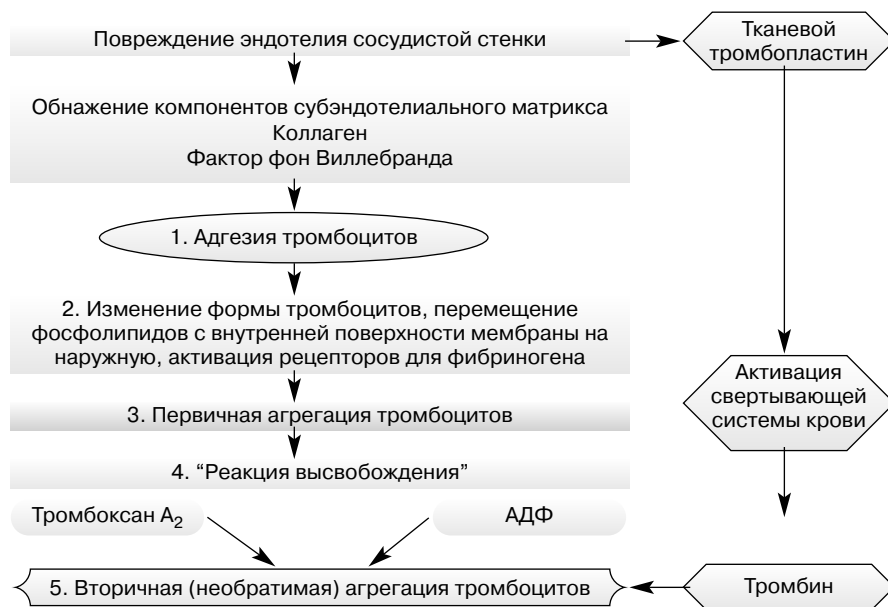 Повреждение эндотелия сосудистой стенки
Тканевой
тромбопластин
Обнажение компонентов субэндотелиального матрикса
Коллаген
Фактор фон Виллебранда
1. Адгезия тромбоцитов
2. Изменение формы тромбоцитов, перемещение
фосфолипидов с внутренней поверхности мембраны на
наружную, активация рецепторов для фибриногена
Активация
свертывающей
системы крови
3. Первичная агрегация тромбоцитов
4. “Реакция высвобождения”
Тромбоксан А₂
АДФ
5. Вторичная (необратимая) агрегация тромбоцитов
Тромбин